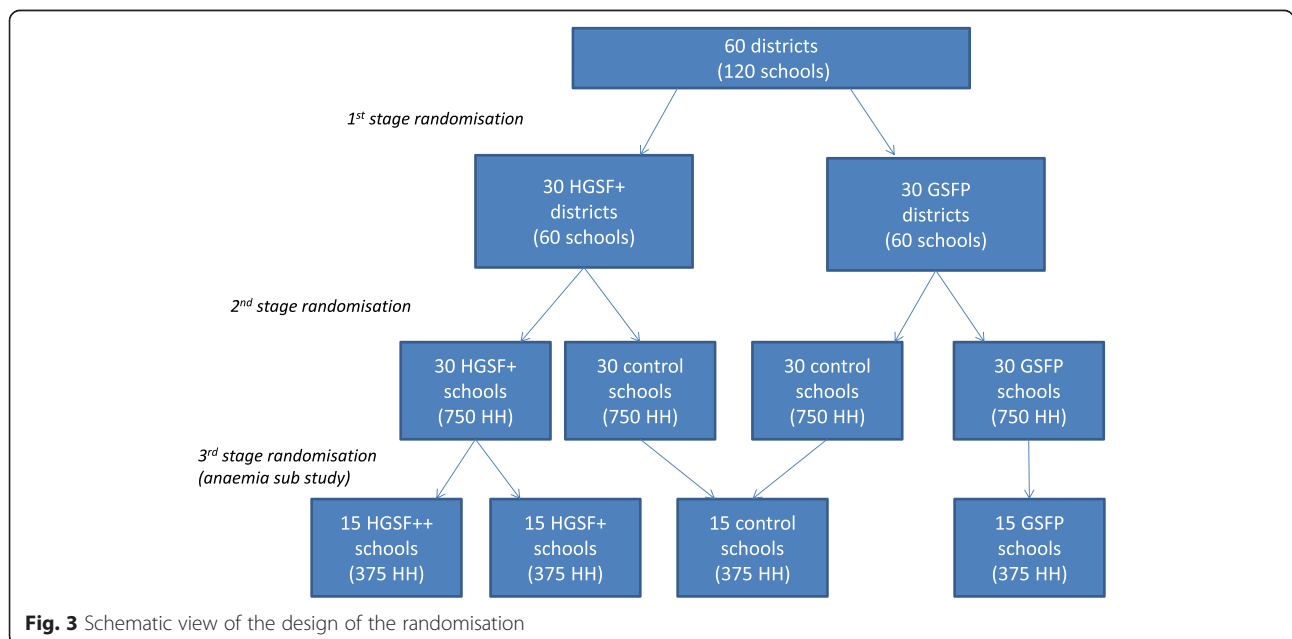 60 districts
(120 schools)
1st stage randomisation
30 HGSF+
districts
(60 schools)
30 GSFP
districts
(60 schools)
2nd stage randomisation
30 HGSF+
schools
(750 HH)
30 control
schools
(750 HH)
30 control
schools
(750 HH)
30 GSFP
schools
(750 HH)
3rd stage randomisation
(anaemia sub study)
15 HGSF++
schools
(375 HH)
15 HGSF+
schools
(375 HH)
15 control
schools
(375 HH)
15 GSFP
schools
(375 HH)
Fig. 3 Schematic view of the design of the randomisation